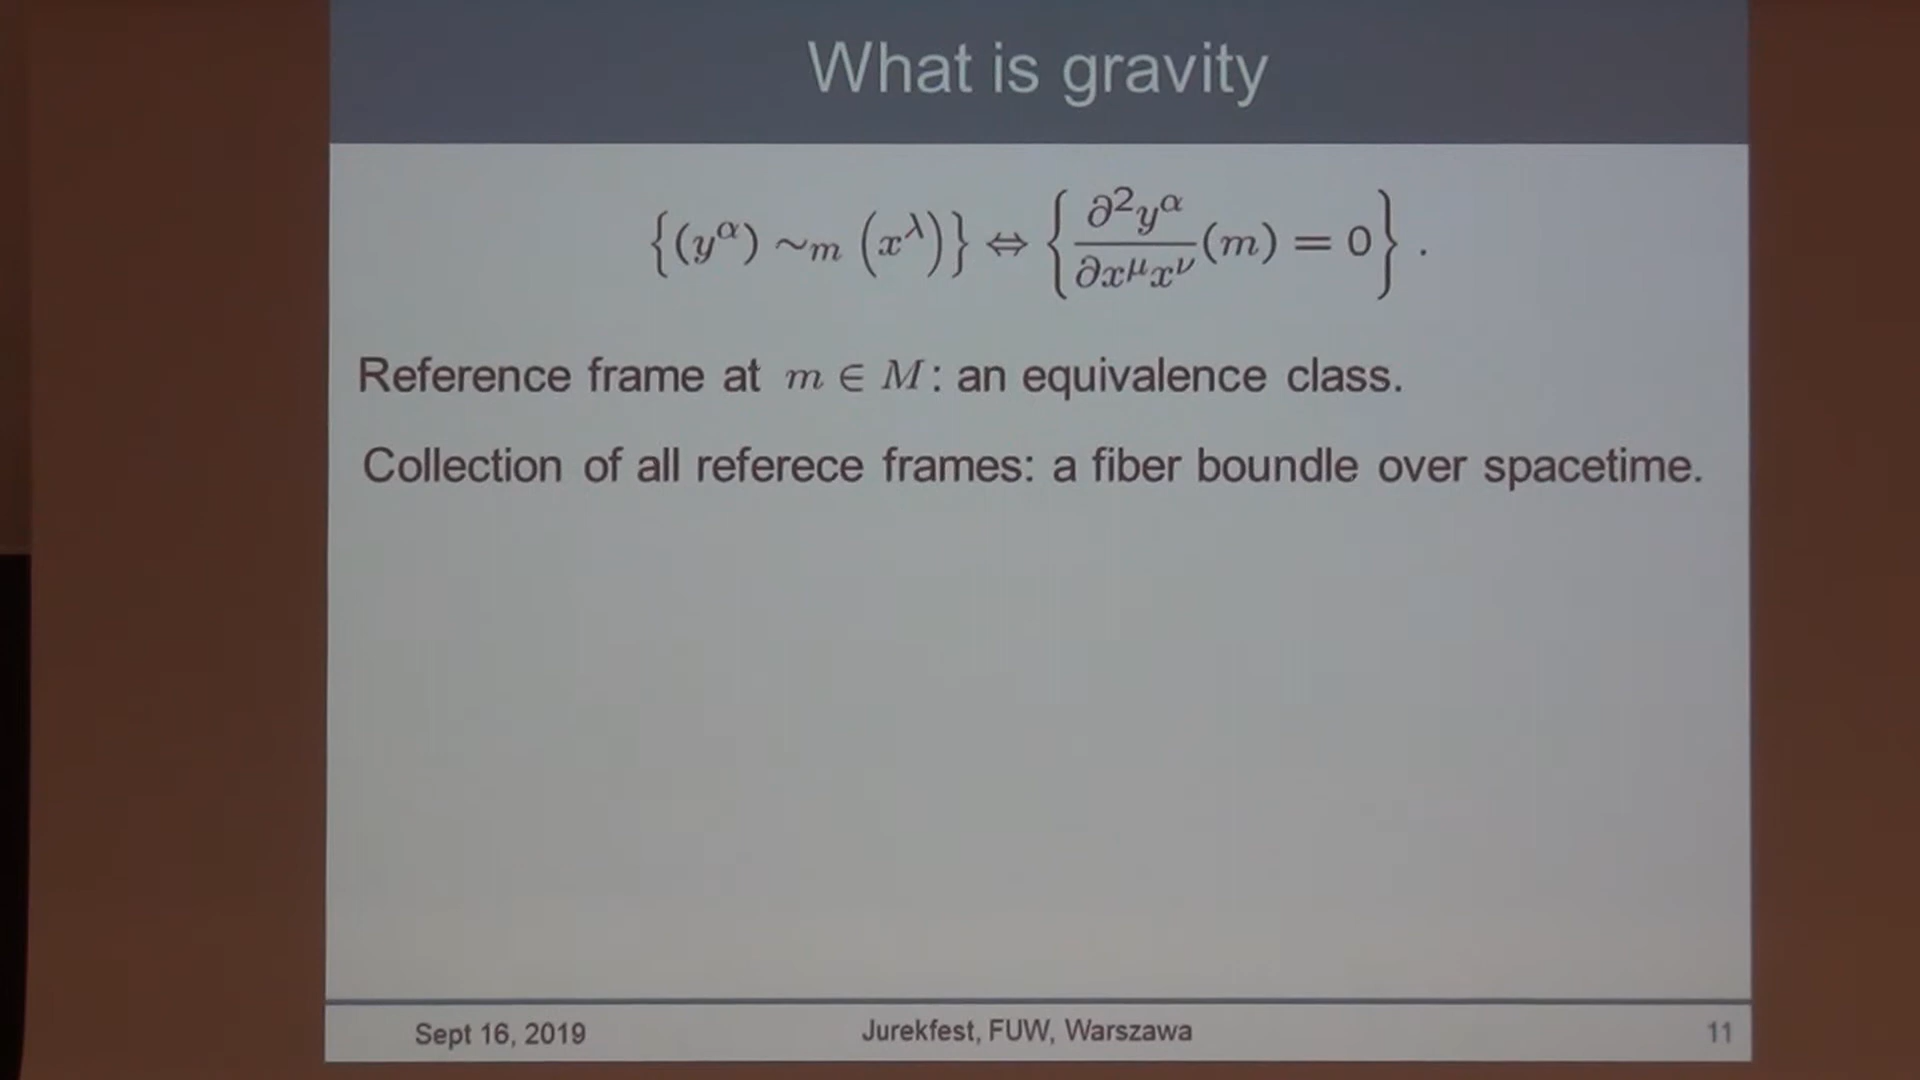 What is gravity
{(y^α) ∼_m (x^λ)} ⇔ {∂²y^α / ∂x^μ x^ν (m) = 0} .
Reference frame at m ∈ M: an equivalence class.
Collection of all referece frames: a fiber boundle over spacetime.
Sept 16, 2019 Jurekfest, FUW, Warszawa 11